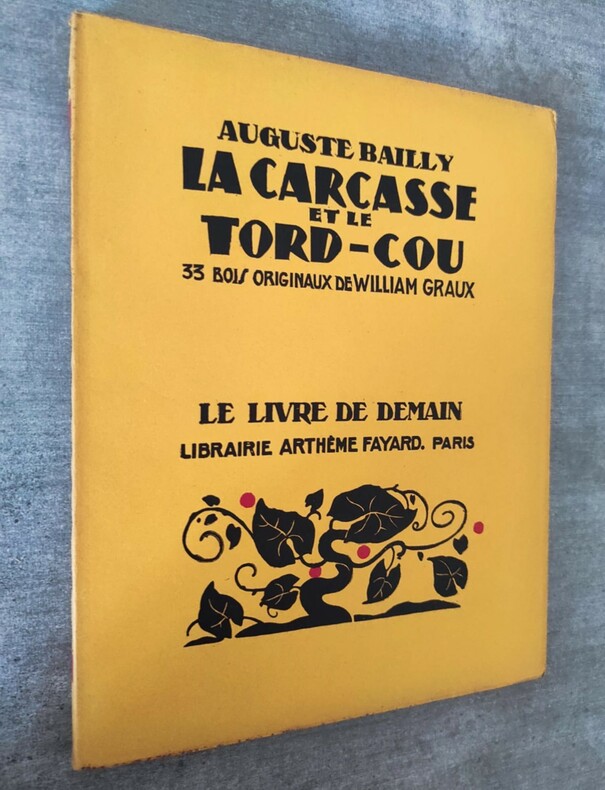 AUGUSTE BAILLY
LA CARCASSE
ET LE
TORD-COU
33 BOIS ORIGINAUX DE WILLIAM GRAUX
LE LIVRE DE DEMAIN
LIBRAIRIE ARTHÊME FAYARD. PARIS